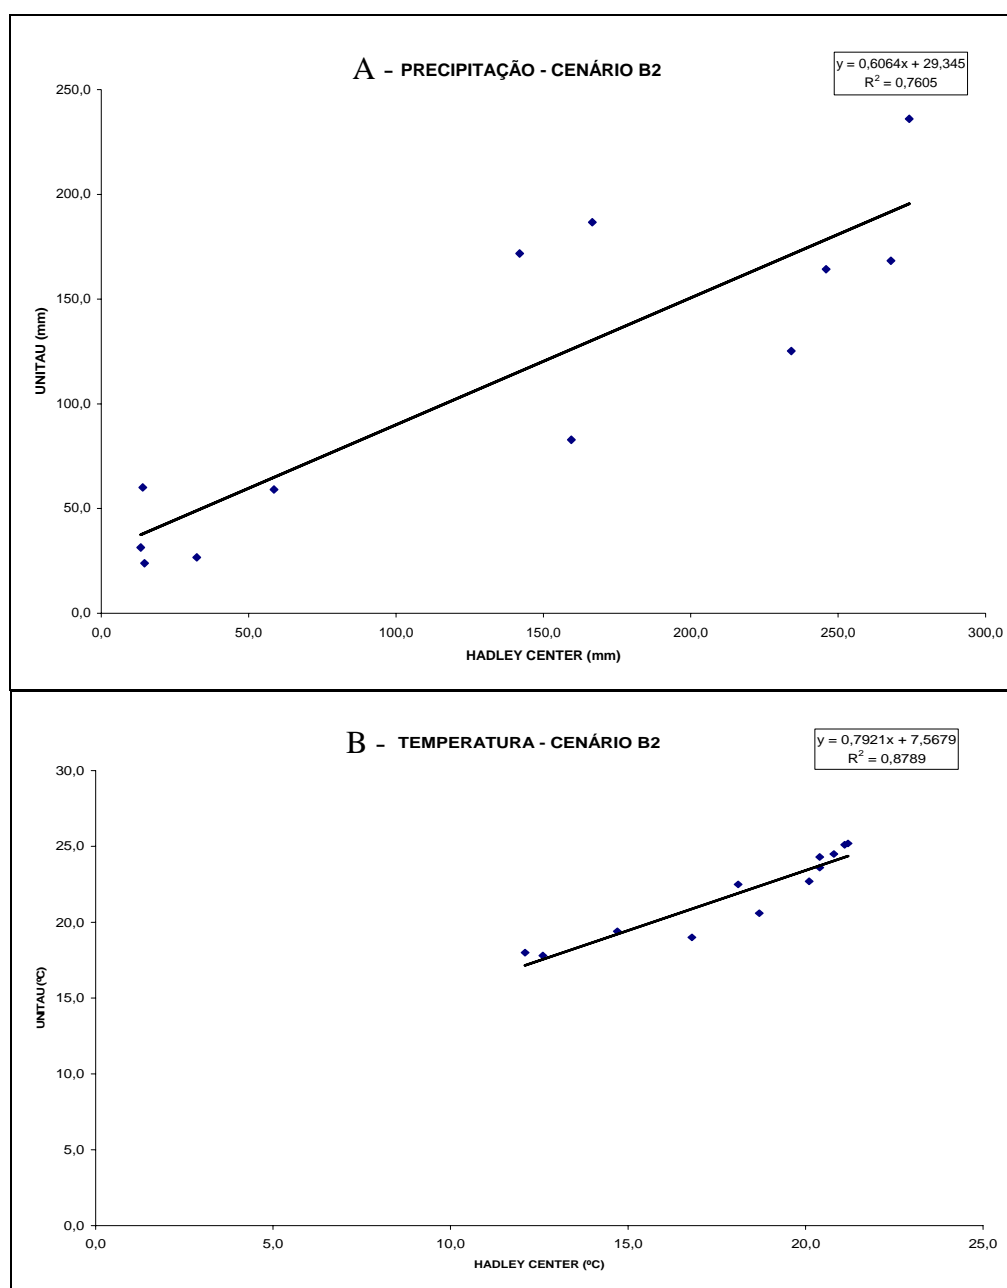 A - PRECIPITAÇÃO - CENÁRIO B2
y = 0,6064x + 29,345
R² = 0,7605
250,0
200,0
150,0
100,0
50,0
0,0
UNITAU (mm)
0,0 50,0 100,0 150,0 200,0 250,0 300,0
HADLEY CENTER (mm)
B - TEMPERATURA - CENÁRIO B2
y = 0,7921x + 7,5679
R² = 0,8789
30,0
25,0
20,0
15,0
10,0
5,0
0,0
UNITAU (ºC)
0,0 5,0 10,0 15,0 20,0 25,0
HADLEY CENTER (ºC)